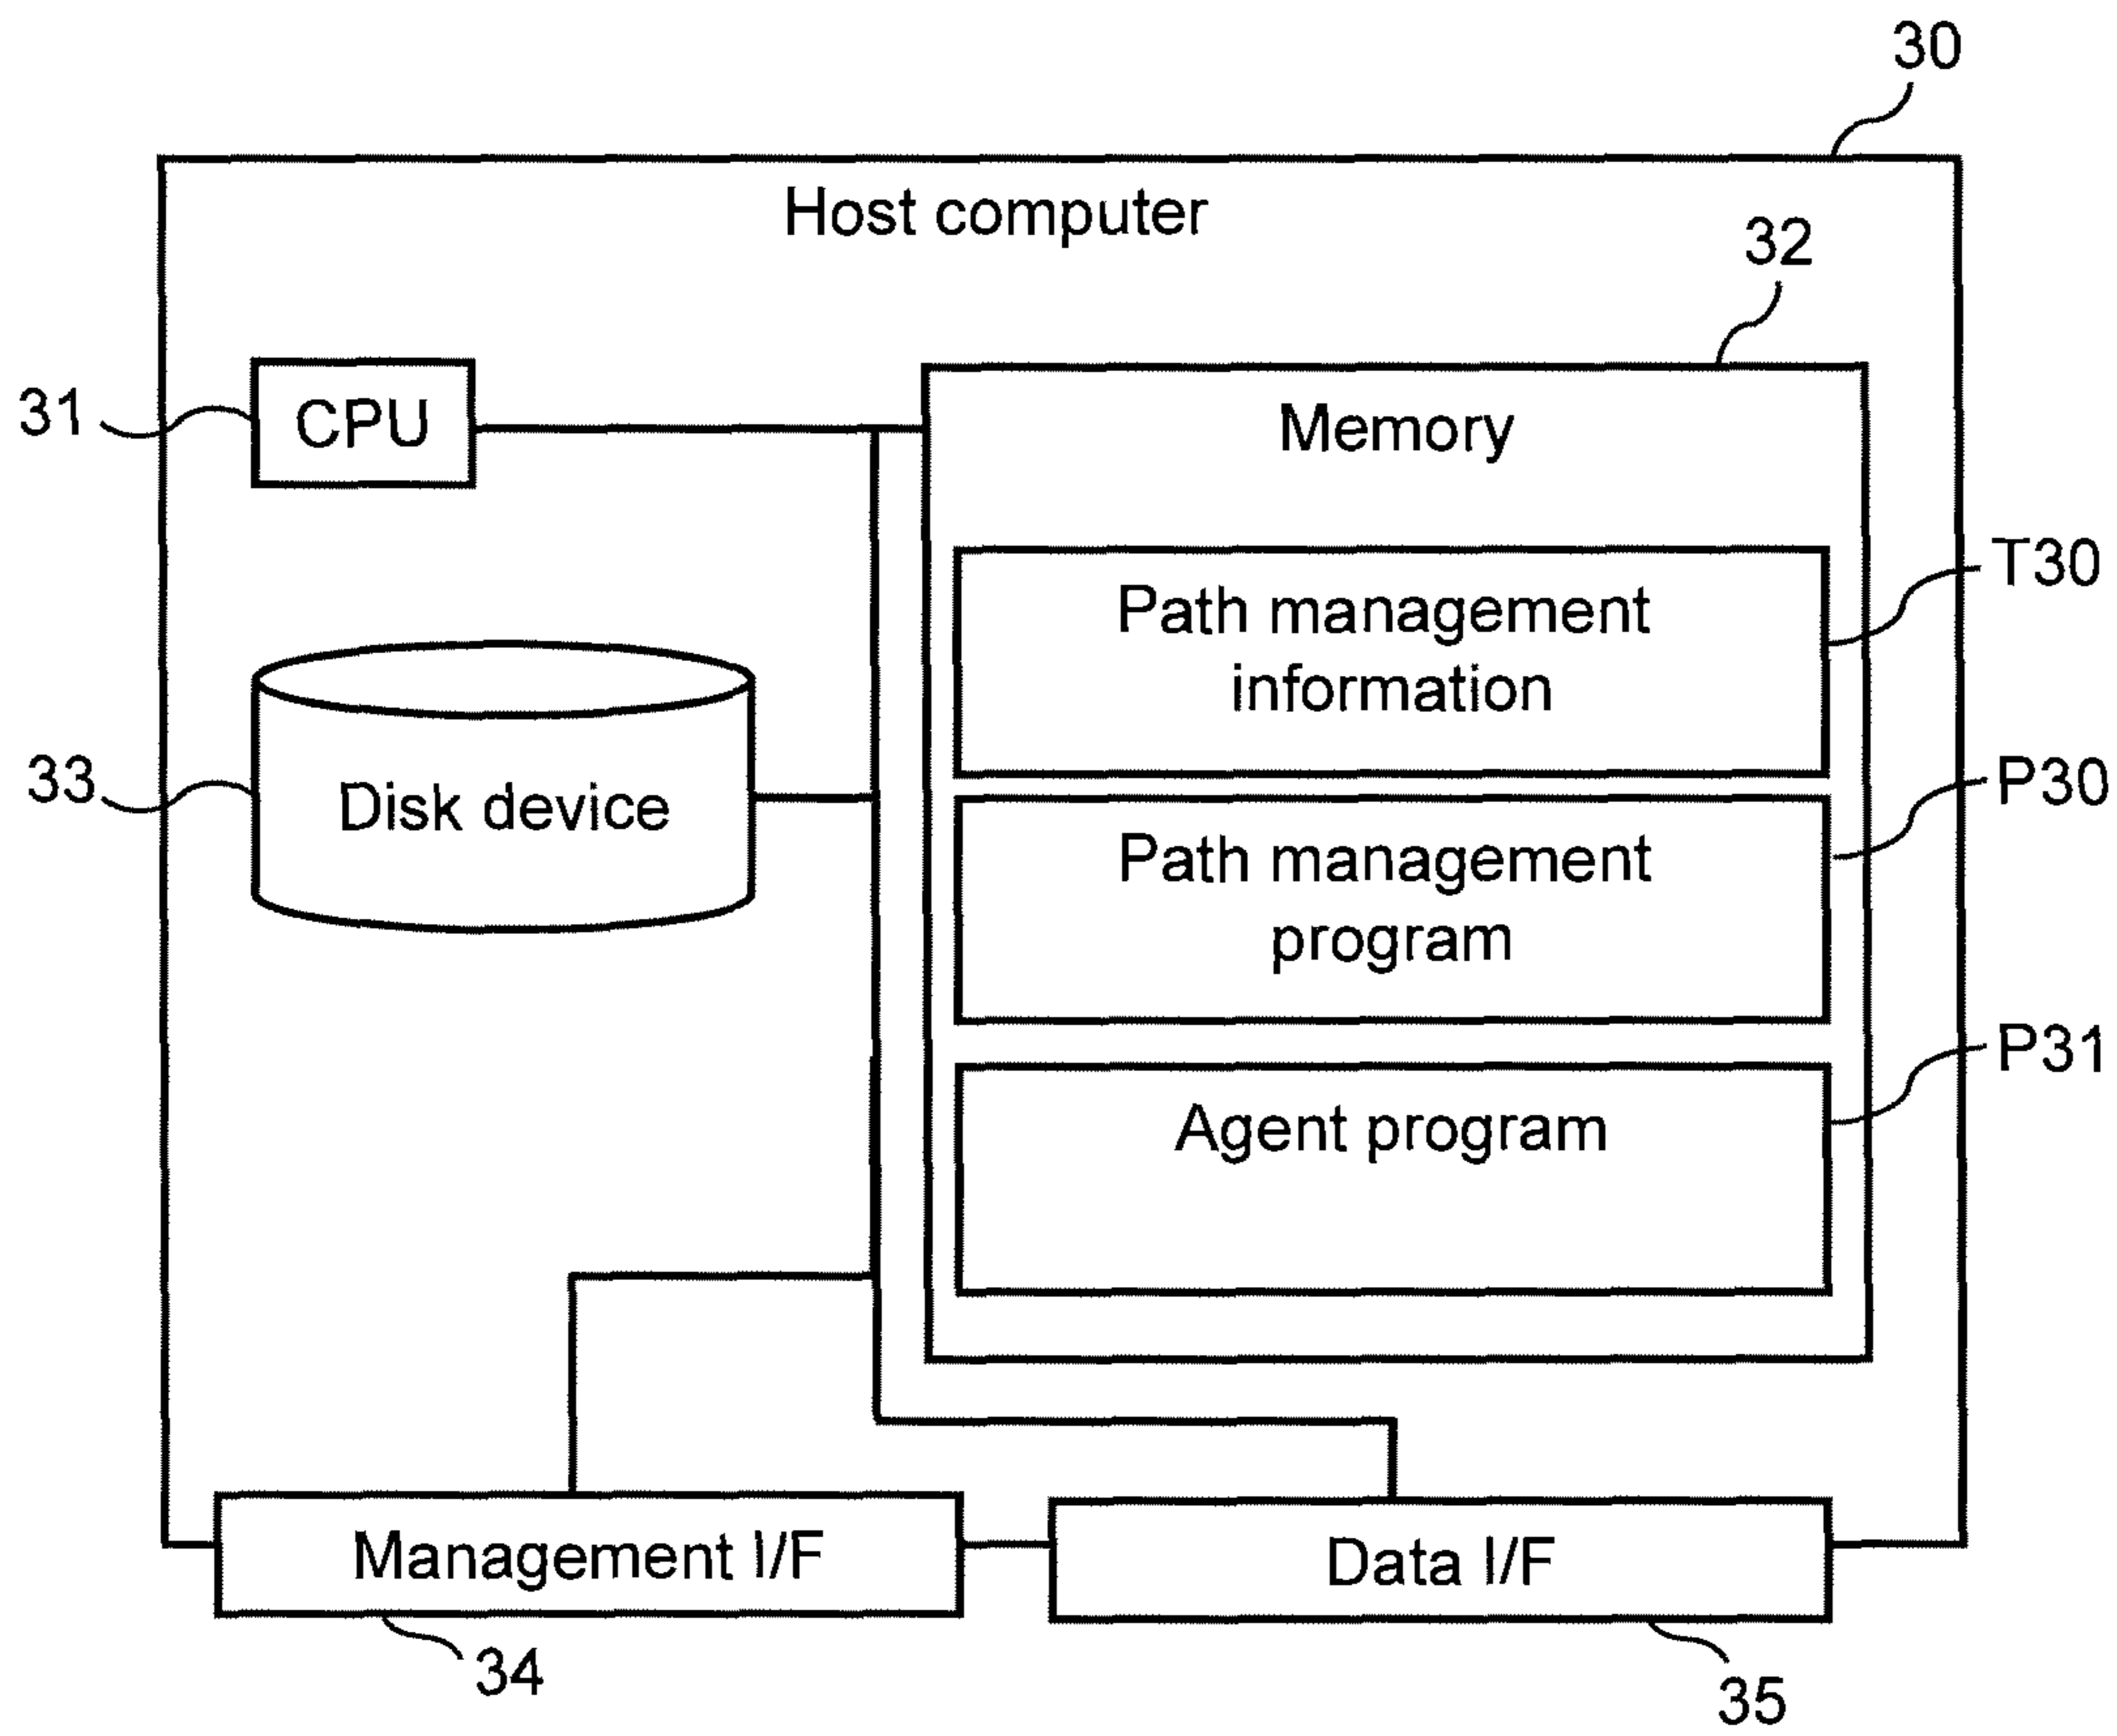 30
Host computer
32
31
CPU
Memory
T30
Path management
information
33
Disk device
P30
Path management
program
P31
Agent program
Management I/F
Data I/F
34
35